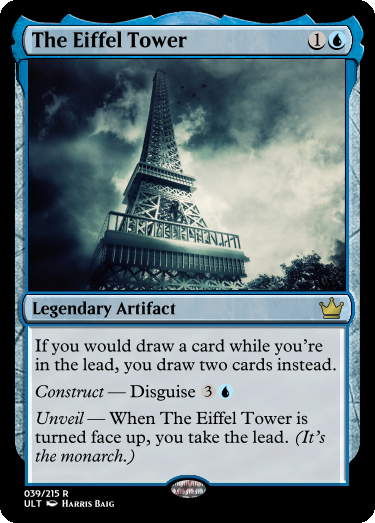 The Eiffel Tower 1
Legendary Artifact
If you would draw a card while you're
in the lead, you draw two cards instead.
Construct — Disguise 3
Unveil — When The Eiffel Tower is
turned face up, you take the lead. (It's
the monarch.)
039/215 R
ULT Harris Baig